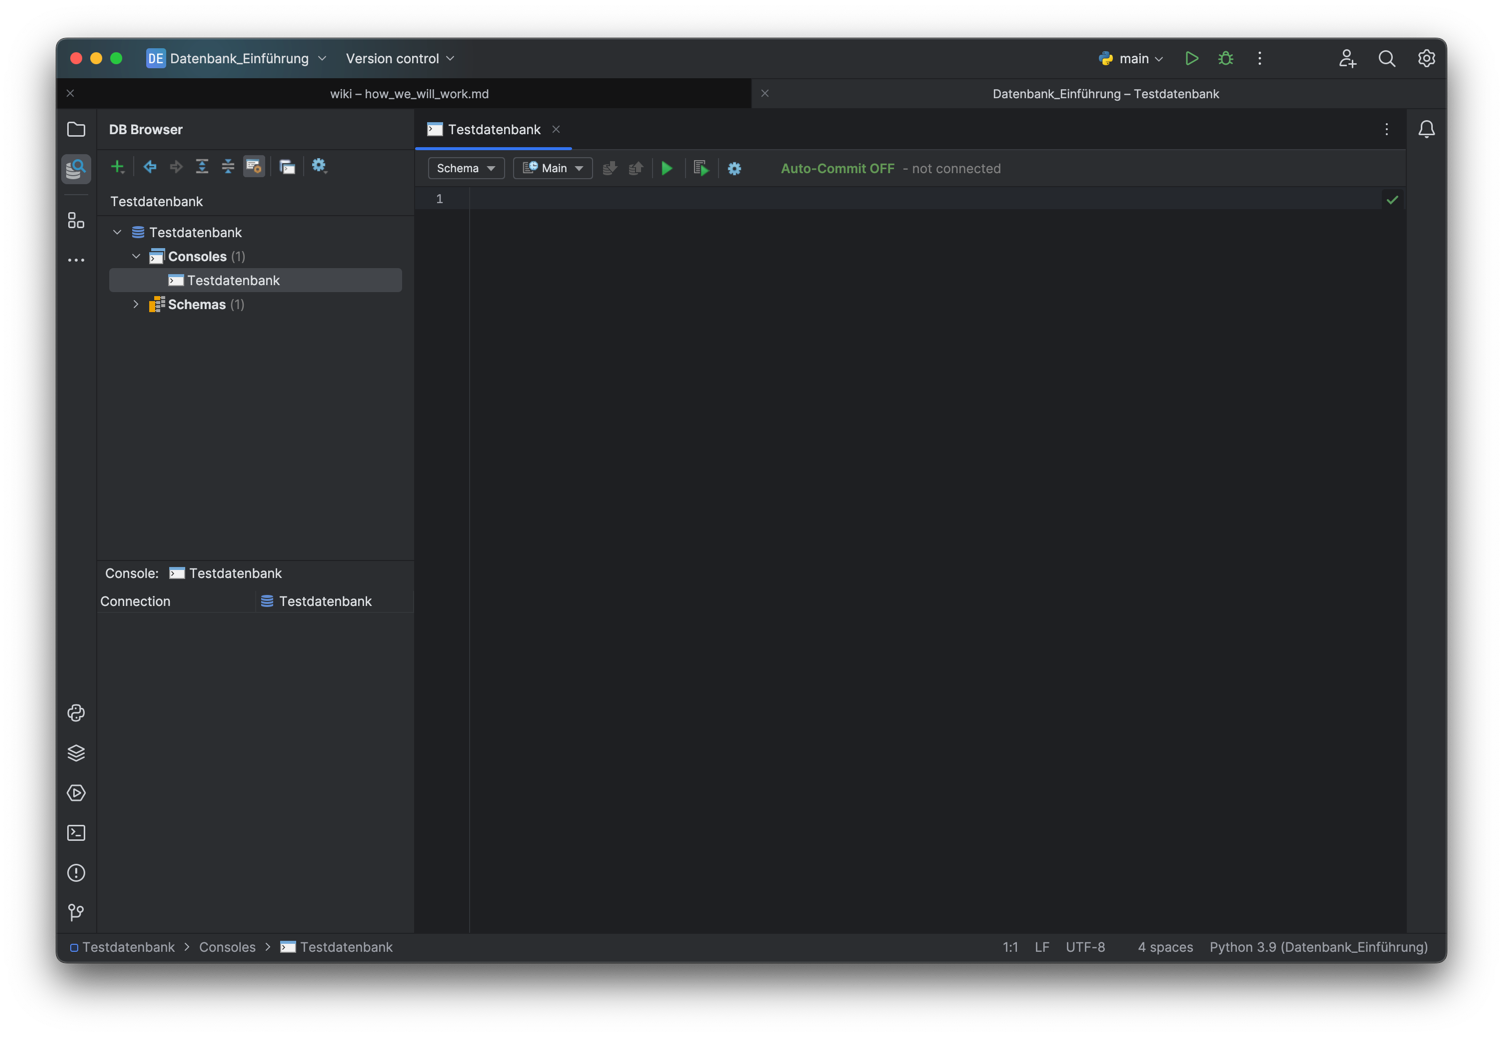 DE Datenbank_Einführung Version control main
wiki – how_we_will_work.md Datenbank_Einführung – Testdatenbank
DB Browser
Testdatenbank
Schema Main Auto-Commit OFF - not connected
Testdatenbank
1
Testdatenbank
Consoles (1)
Testdatenbank
Schemas (1)
Console: Testdatenbank
Connection Testdatenbank
Testdatenbank > Consoles > Testdatenbank 1:1 LF UTF-8 4 spaces Python 3.9 (Datenbank_Einführung)